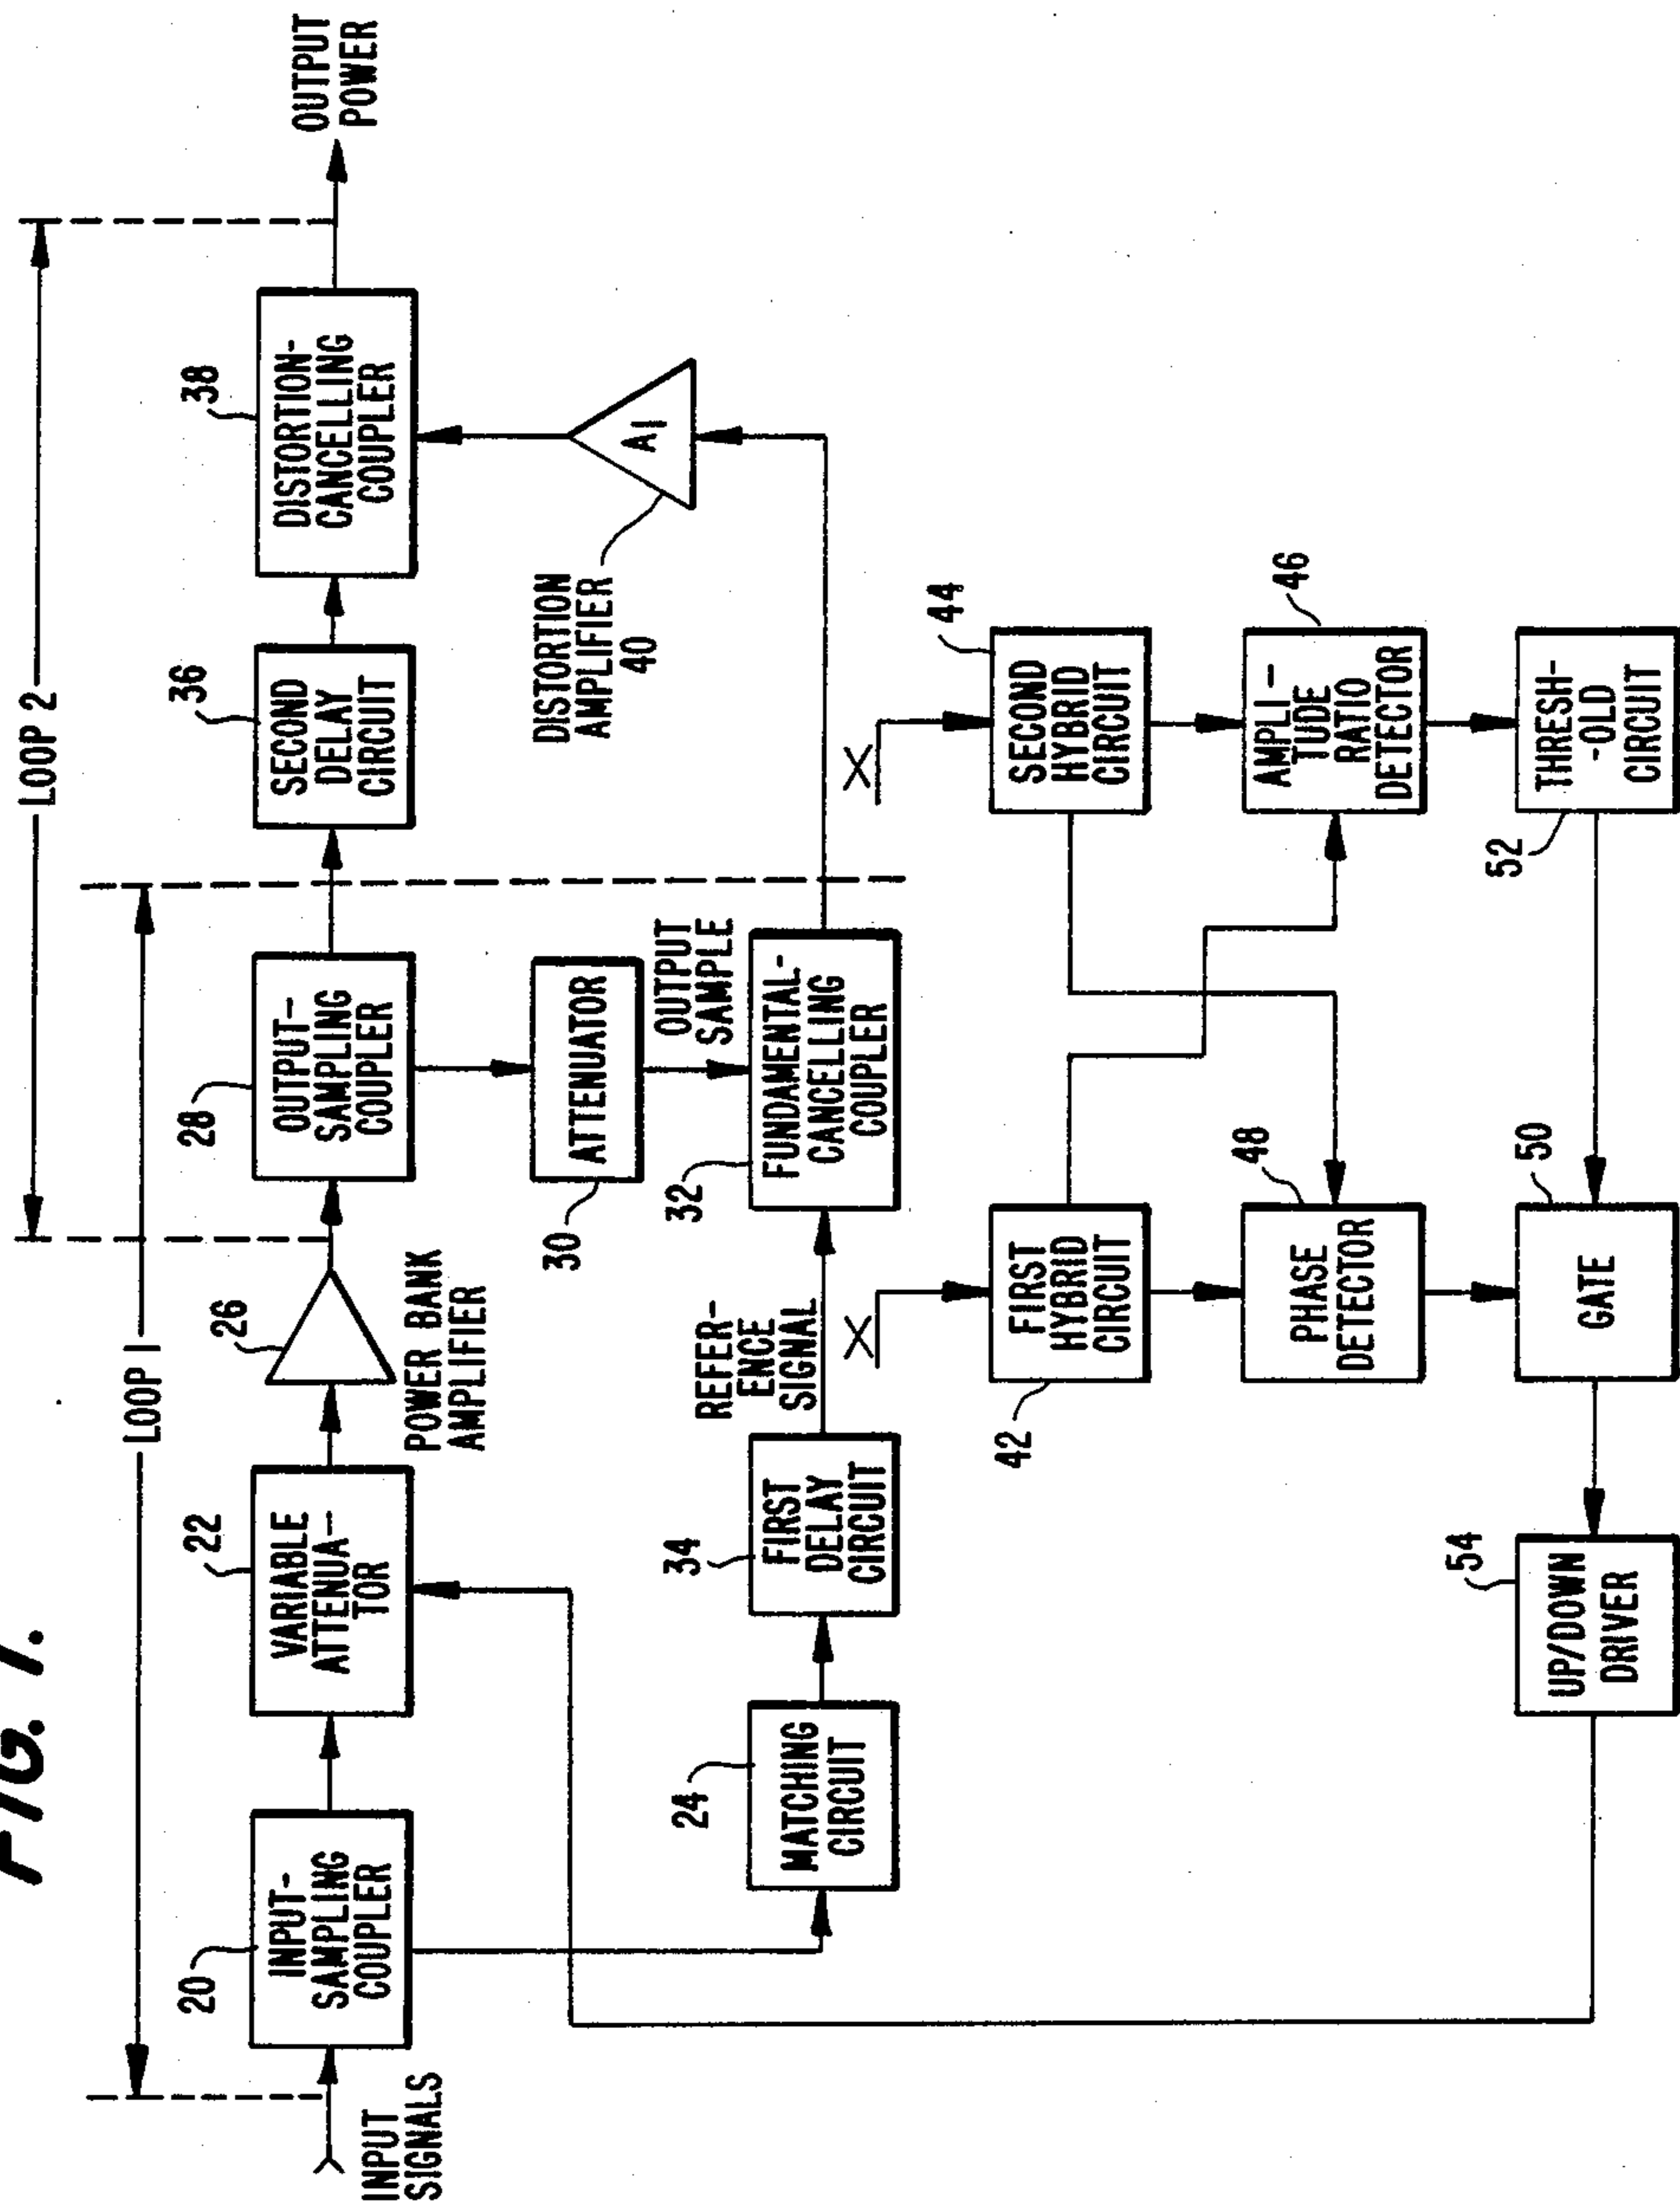 FIG. 1.
LOOP 1
LOOP 2
INPUT
SIGNALS
20
INPUT-
SAMPLING
COUPLER
22
VARIABLE
ATTENUA-
TOR
26
POWER BANK
AMPLIFIER
28
OUTPUT-
SAMPLING
COUPLER
36
SECOND
DELAY
CIRCUIT
38
DISTORTION-
CANCELLING
COUPLER
OUTPUT
POWER
30
ATTENUATOR
OUTPUT
SAMPLE
DISTORTION
AMPLIFIER
40
A1
24
MATCHING
CIRCUIT
34
FIRST
DELAY
CIRCUIT
REFER-
ENCE
SIGNAL
32
FUNDAMENTAL-
CANCELLING
COUPLER
X
X
42
FIRST
HYBRID
CIRCUIT
44
SECOND
HYBRID
CIRCUIT
48
PHASE
DETECTOR
46
AMPLI-
TUDE
RATIO
DETECTOR
54
UP/DOWN
DRIVER
50
GATE
52
THRESH-
-OLD
CIRCUIT